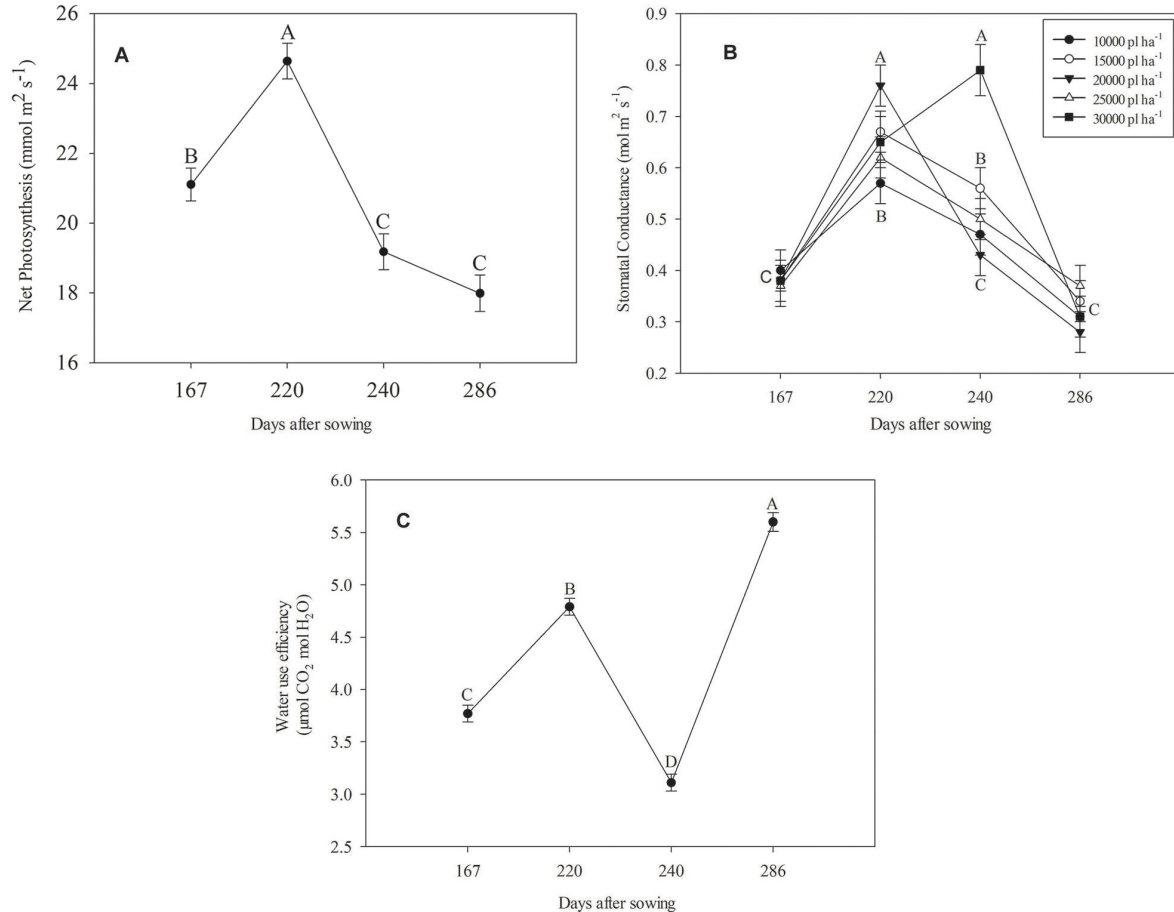 A
Net Photosynthesis (mmol m² s⁻¹)
26
24
22
20
18
16
B
A
C
C
167 220 240 286
Days after sowing
B
Stomatal Conductance (mol m² s⁻¹)
0.9
0.8
0.7
0.6
0.5
0.4
0.3
0.2
10000 pl ha⁻¹
15000 pl ha⁻¹
20000 pl ha⁻¹
25000 pl ha⁻¹
30000 pl ha⁻¹
C
A
B
A
B
C
C
167 220 240 286
Days after sowing
C
Water use efficiency
(µmol CO₂ mol H₂O)
6.0
5.5
5.0
4.5
4.0
3.5
3.0
2.5
C
B
D
A
167 220 240 286
Days after sowing